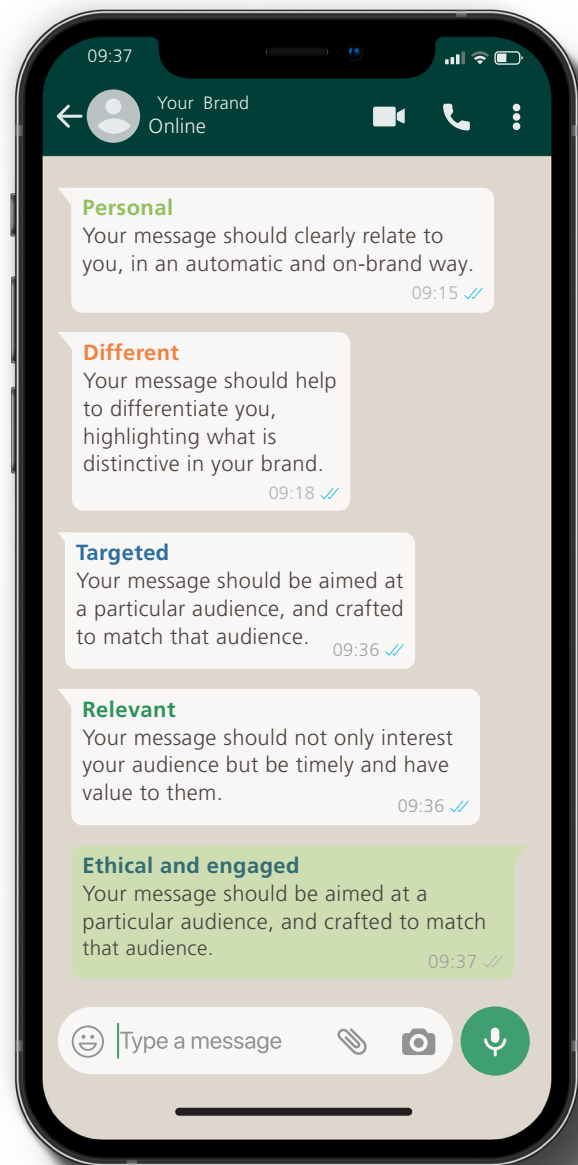 09:37
Your Brand
Online
Personal
Your message should clearly relate to
you, in an automatic and on-brand way.
09:15
Different
Your message should help
to differentiate you,
highlighting what is
distinctive in your brand.
09:18
Targeted
Your message should be aimed at
a particular audience, and crafted
to match that audience.
09:36
Relevant
Your message should not only interest
your audience but be timely and have
value to them.
09:36
Ethical and engaged
Your message should be aimed at a
particular audience, and crafted to match
that audience.
09:37
Type a message